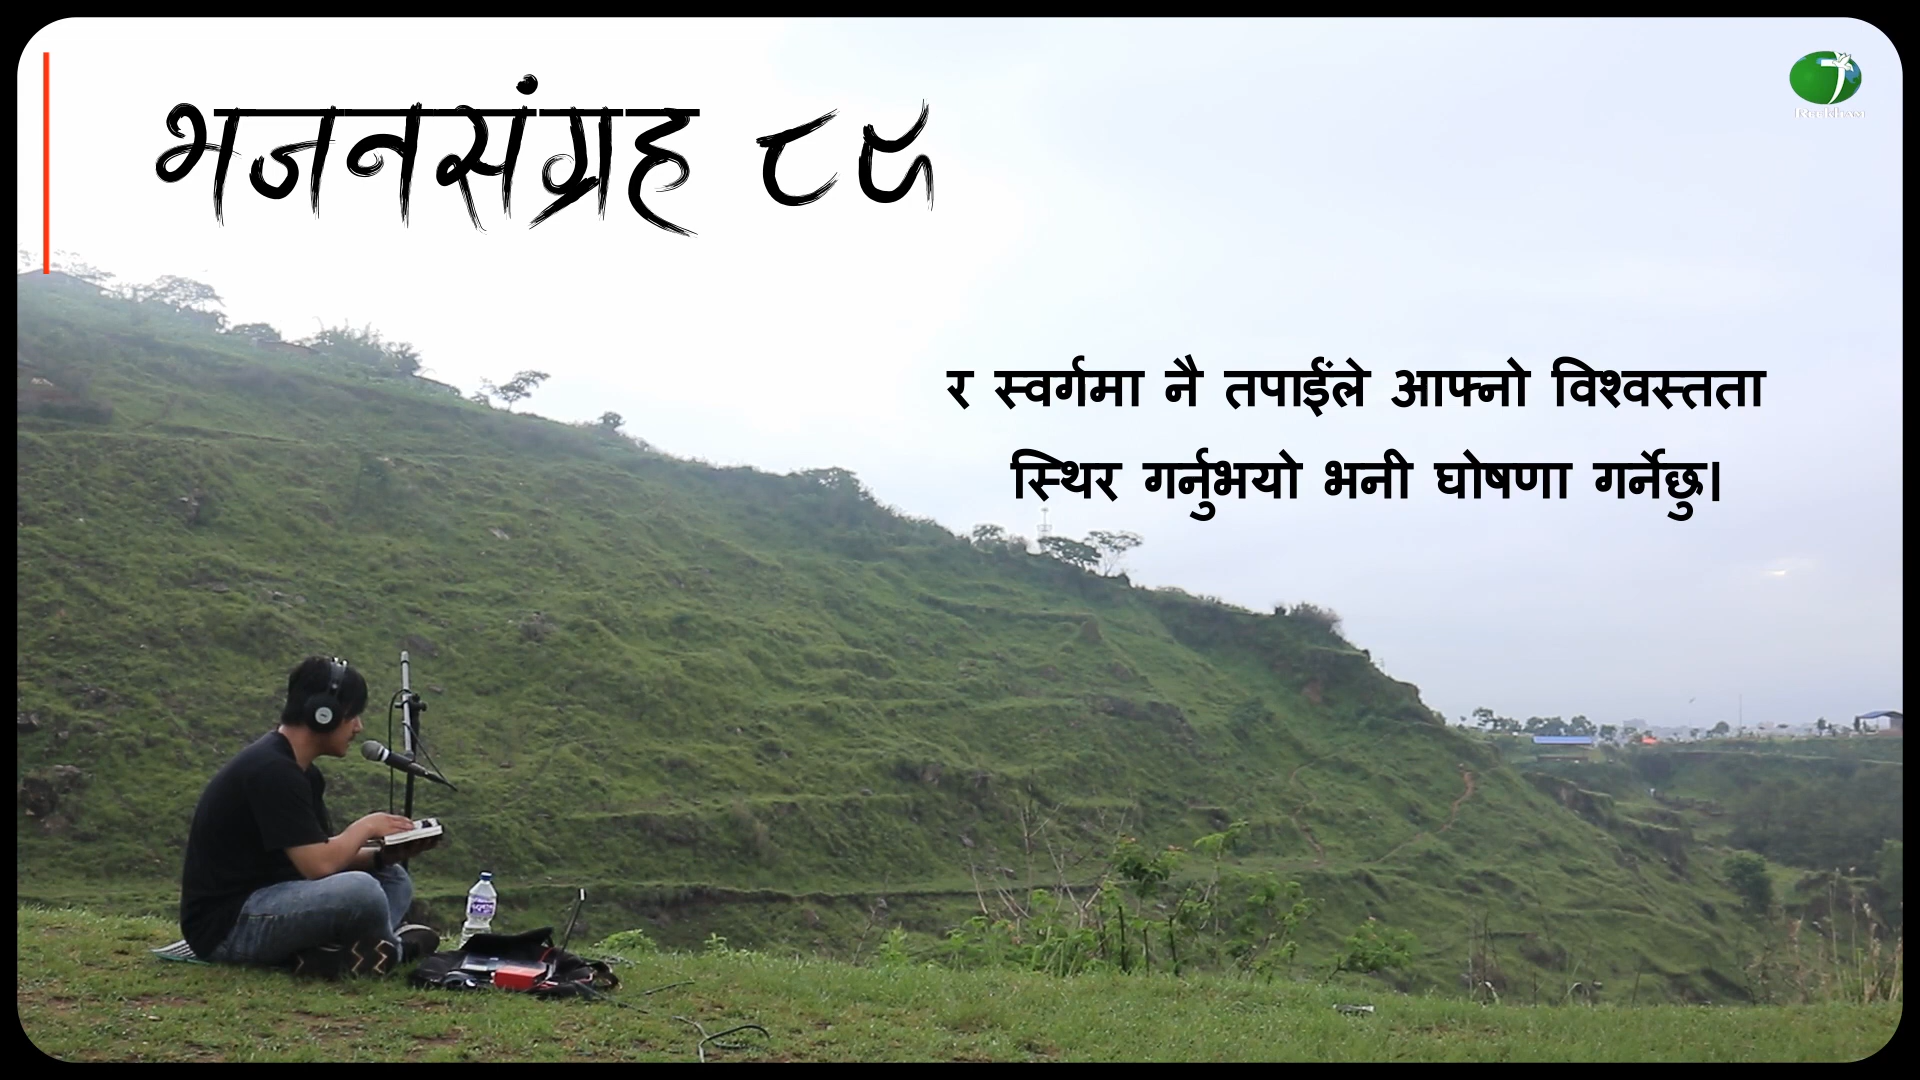 भजनसंग्रह ८९
र स्वर्गमा नै तपाईंले आफ्नो विश्वस्तता
स्थिर गर्नुभयो भनी घोषणा गर्नेछु।